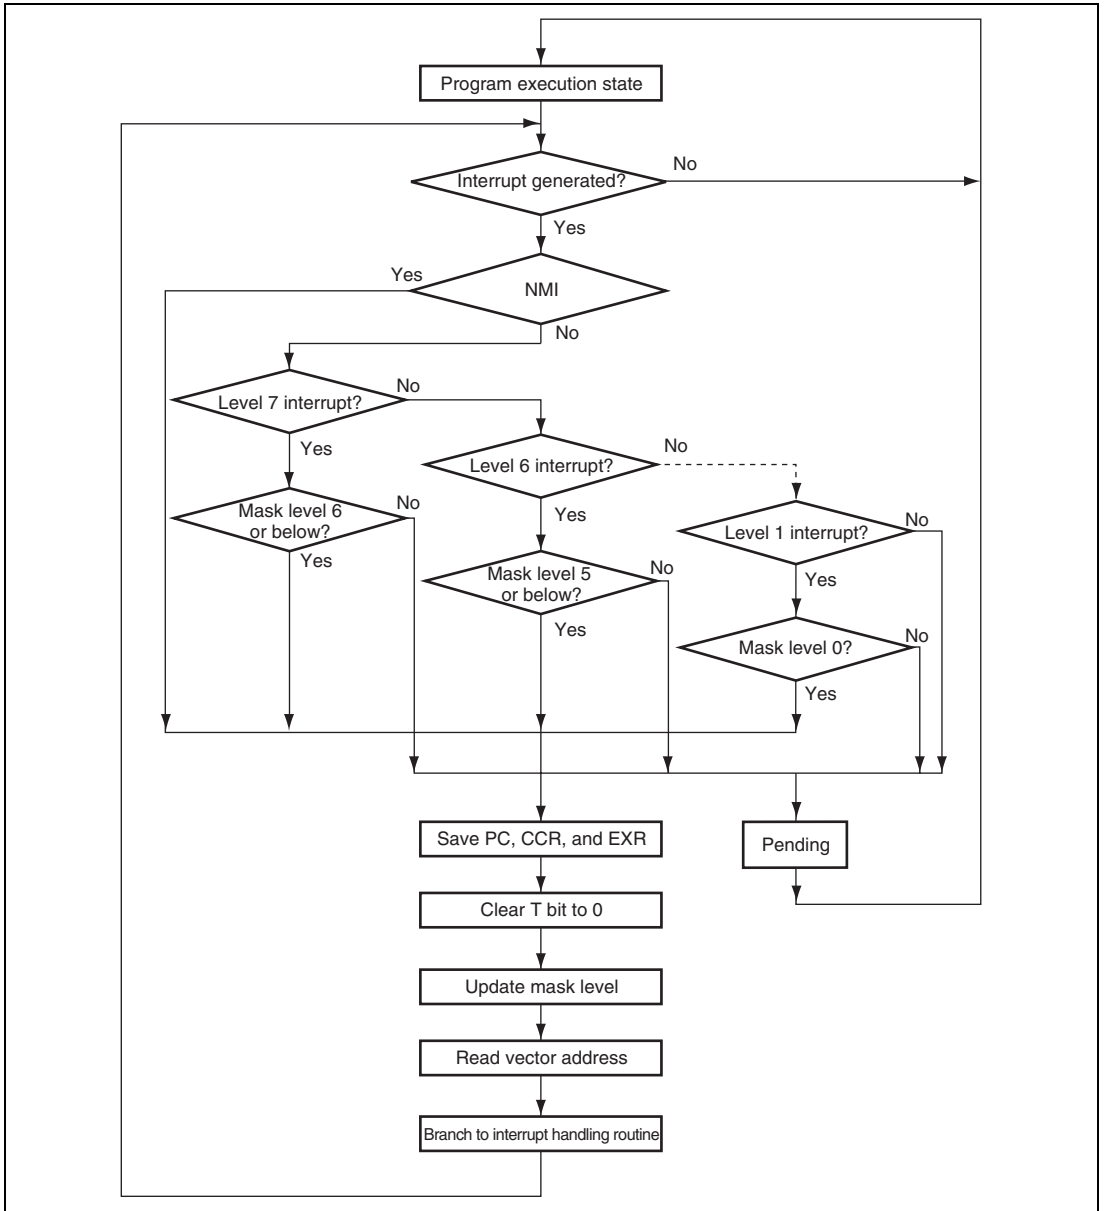 Program execution state
Interrupt generated?
No
Yes
NMI
Yes
No
Level 7 interrupt?
No
Yes
Level 6 interrupt?
No
Yes
Mask level 6
or below?
No
Yes
Level 1 interrupt?
No
Yes
Mask level 5
or below?
No
Yes
Mask level 0?
No
Yes
Save PC, CCR, and EXR
Pending
Clear T bit to 0
Update mask level
Read vector address
Branch to interrupt handling routine